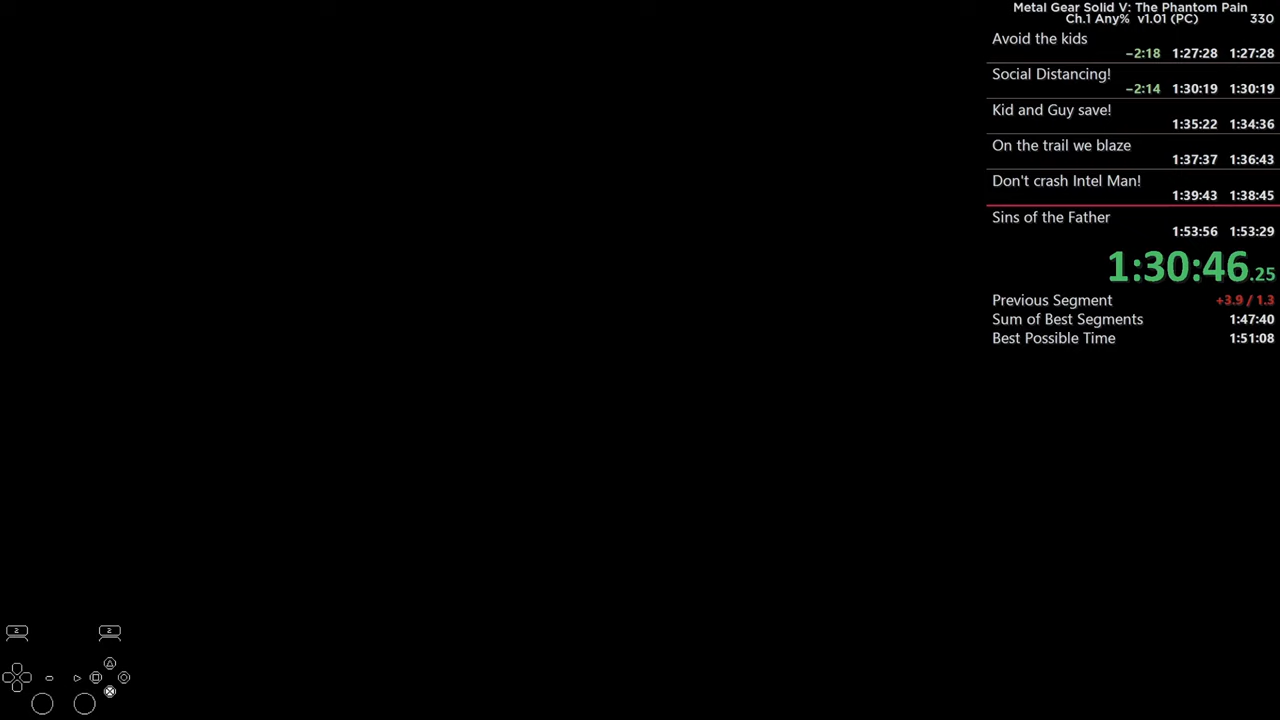 Metal Gear Solid V: The Phantom Pain
Ch.1 Any% v1.01 (PC) 330
Avoid the kids
−2:18 1:27:28 1:27:28
Social Distancing!
−2:14 1:30:19 1:30:19
Kid and Guy save!
1:35:22 1:34:36
On the trail we blaze
1:37:37 1:36:43
Don't crash Intel Man!
1:39:43 1:38:45
Sins of the Father
1:53:56 1:53:29
1:30:46.25
Previous Segment +3.9 / 1.3
Sum of Best Segments 1:47:40
Best Possible Time 1:51:08
2 2